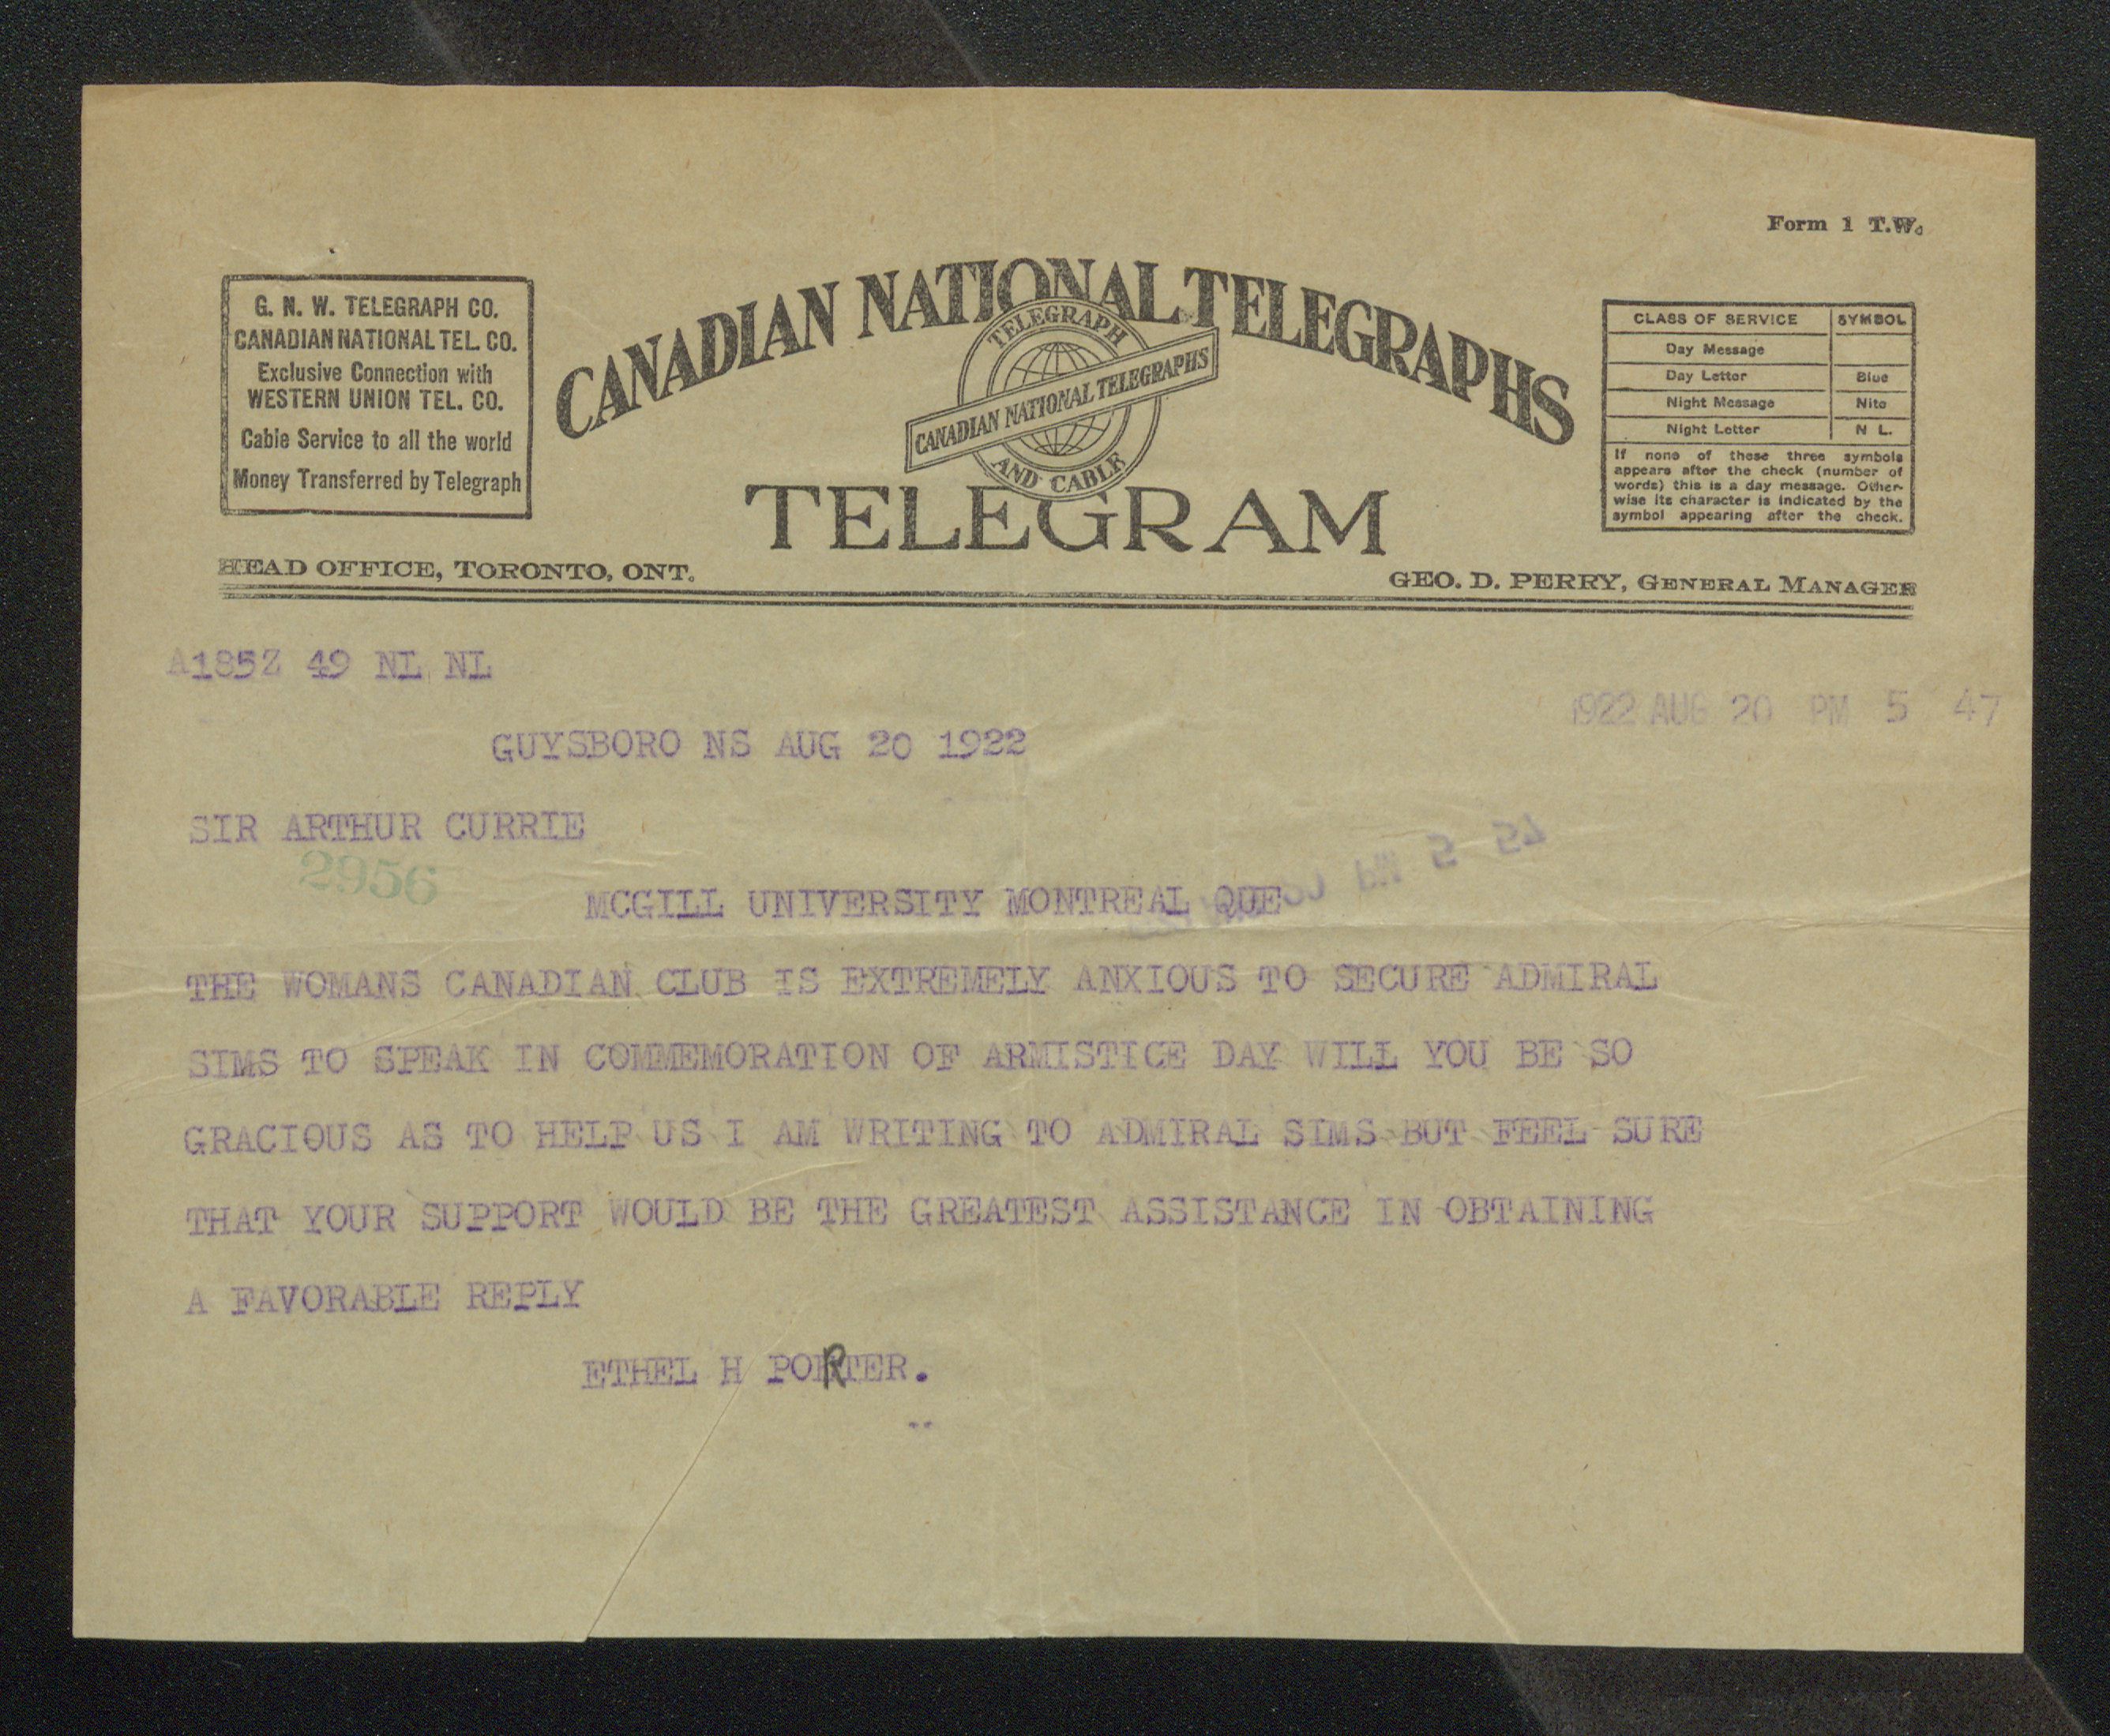 Form 1 T.W.
G. N. W. TELEGRAPH CO.
CANADIAN NATIONAL TEL. CO.
Exclusive Connection with
WESTERN UNION TEL. CO.
Cable Service to all the world
Money Transferred by Telegraph
CANADIAN NATIONAL TELEGRAPHS
TELEGRAPH
CANADIAN NATIONAL TELEGRAPHS
AND CABLE
TELEGRAM
CLASS OF SERVICE SYMBOL
Day Message
Day Letter Blue
Night Message Nite
Night Letter N L.
If none of these three symbols
appears after the check (number of
words) this is a day message. Other-
wise its character is indicated by the
symbol appearing after the check.
HEAD OFFICE, TORONTO, ONT.
GEO. D. PERRY, GENERAL MANAGER
A185Z 49 NL NL
1922 AUG 20 PM 5 47
GUYSBORO NS AUG 20 1922
SIR ARTHUR CURRIE
2956
MCGILL UNIVERSITY MONTREAL QUE
THE WOMANS CANADIAN CLUB IS EXTREMELY ANXIOUS TO SECURE ADMIRAL
SIMS TO SPEAK IN COMMEMORATION OF ARMISTICE DAY WILL YOU BE SO
GRACIOUS AS TO HELP US I AM WRITING TO ADMIRAL SIMS BUT FEEL SURE
THAT YOUR SUPPORT WOULD BE THE GREATEST ASSISTANCE IN OBTAINING
A FAVORABLE REPLY
ETHEL H PORTER.